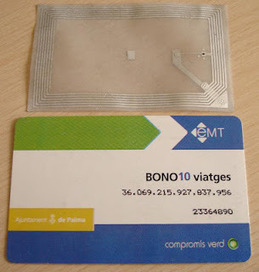 EMT
BONO10 viatges
36.069.215.927.837.956
23364890
Ajuntament de Palma
compromís verd